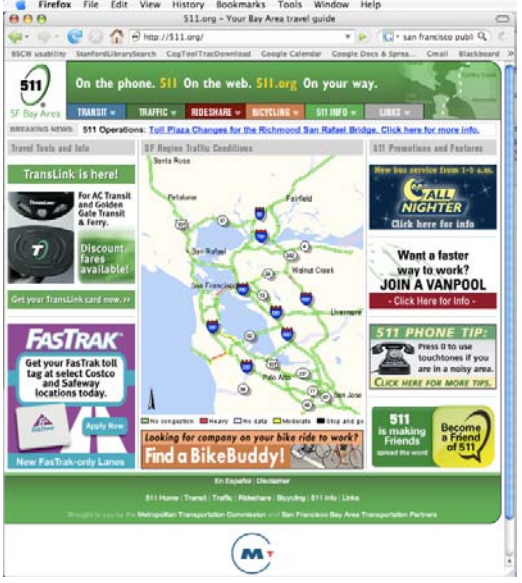 Firefox File Edit View History Bookmarks Tools Window Help
511.org – Your Bay Area travel guide
http://511.org/
san francisco publi
BSCW usability StanfordLibrarySearch CogToolTracDownload Google Calendar Google Docs & Sprea... Gmail Blackboard
511
SF Bay Area
On the phone. 511 On the web. 511.org On your way.
TRANSIT TRAFFIC RIDESHARE BICYCLING 511 INFO LINKS
BREAKING NEWS 511 Operations: Toll Plaza Changes for the Richmond San Rafael Bridge. Click here for more info.
Travel Tools and Info
TransLink is here!
For AC Transit
and Golden
Gate Transit
& Ferry.
Discount
fares
available!
Get your TransLink card now. >>
FASTRAK
Get your FasTrak toll
tag at select Costco
and Safeway
locations today.
Apply Now
New FasTrak-only Lanes
SF Region Traffic Conditions
Santa Rosa
Petaluma
Fairfield
San Rafael
Walnut Creek
San Francisco
Livermore
Palo Alto
San Jose
No congestion Heavy No data Moderate Stop and go
Looking for company on your bike ride to work?
Find a BikeBuddy!
511 Promotions and Features
New bus service from 1-5 a.m.
ALL
NIGHTER
Click here for info
Want a faster
way to work?
JOIN A VANPOOL
- Click Here for Info -
511 PHONE TIP:
Press 0 to use
touchtones if you
are in a noisy area.
CLICK HERE FOR MORE TIPS.
511
is making
Friends
spread the word
Become
a Friend
of 511
En Español | Disclaimer
511 Home | Transit | Traffic | Rideshare | Bicycling | 511 Info | Links
Brought to you by the Metropolitan Transportation Commission and San Francisco Bay Area Transportation Partners
M T